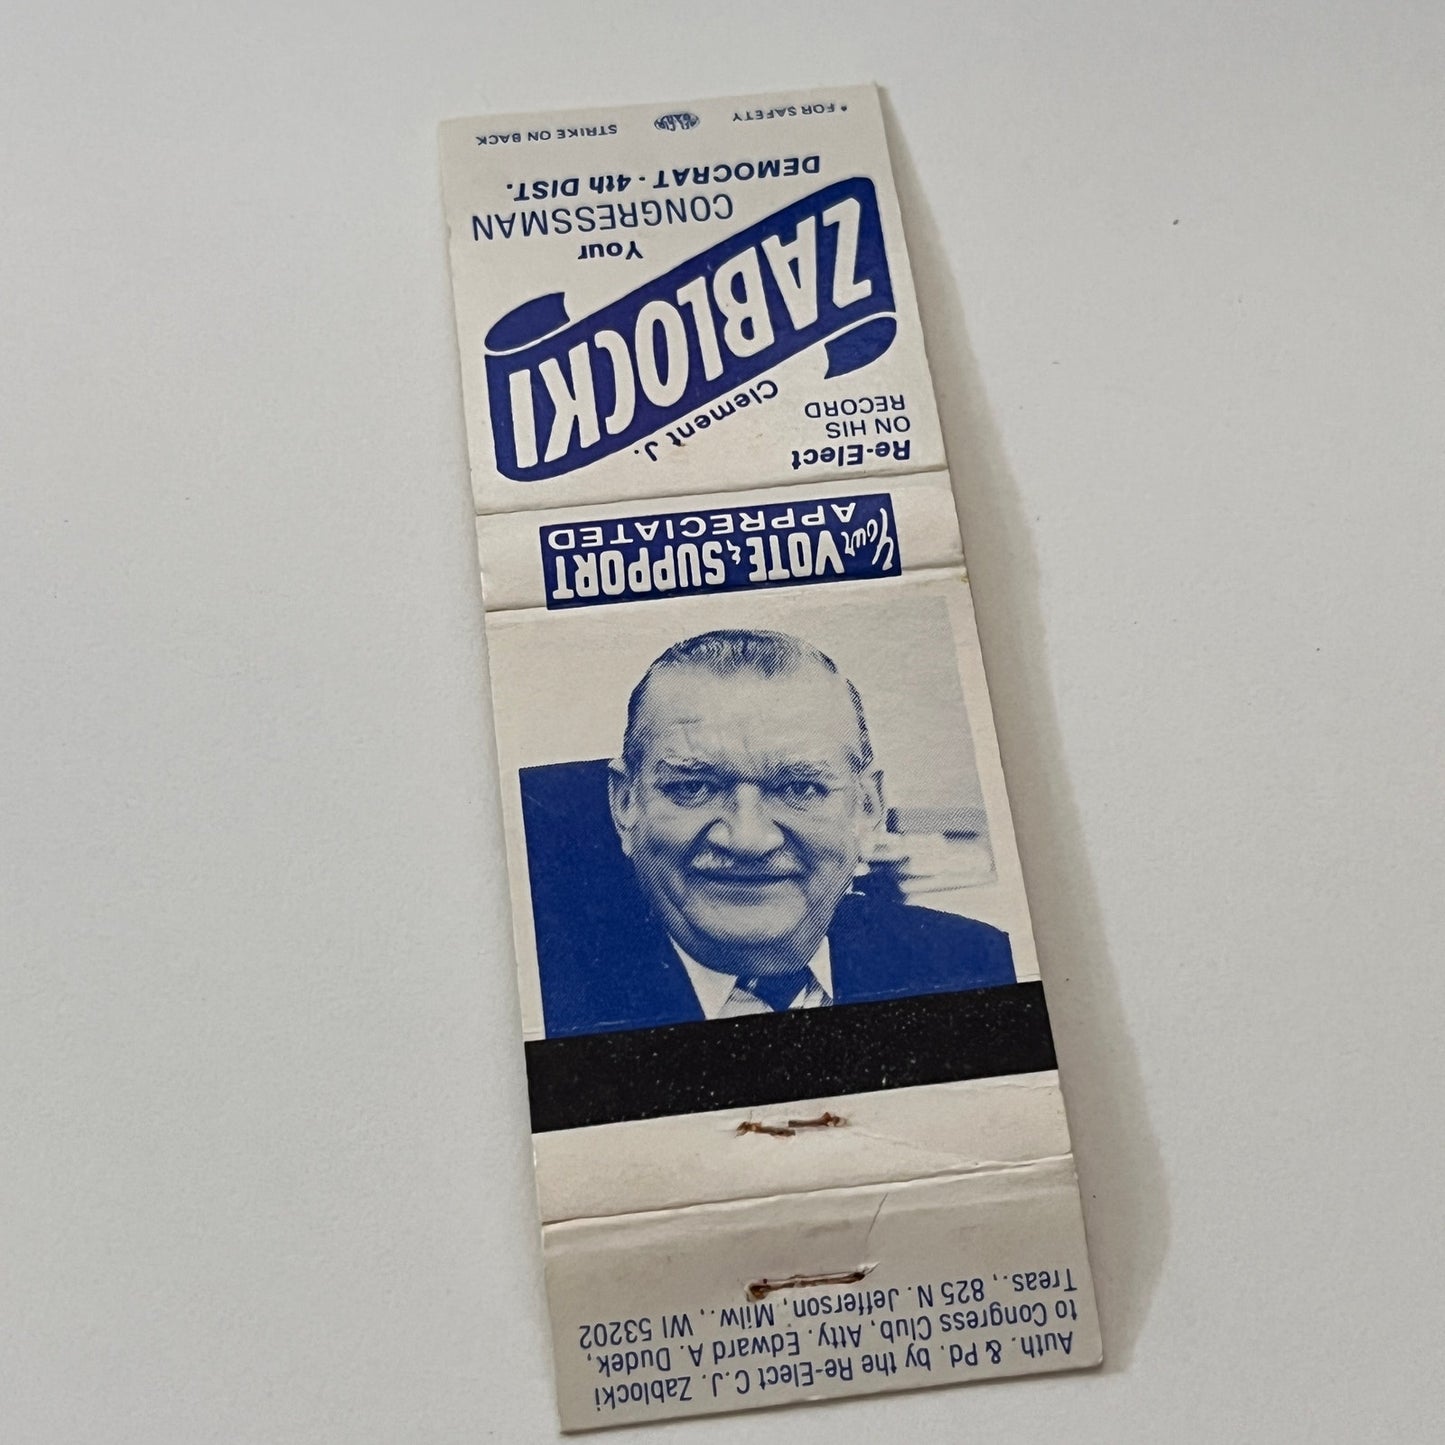 Auth. & Pd. by the Re-Elect C.J. Zablocki
to Congress Club, Atty. Edward A. Dudek,
Treas., 825 N. Jefferson, Milw., WI 53202
Your VOTE & SUPPORT
APPRECIATED
Re-Elect
ON HIS
RECORD
Clement J.
ZABLOCKI
Your
CONGRESSMAN
DEMOCRAT - 4th DIST.
* FOR SAFETY
STRIKE ON BACK